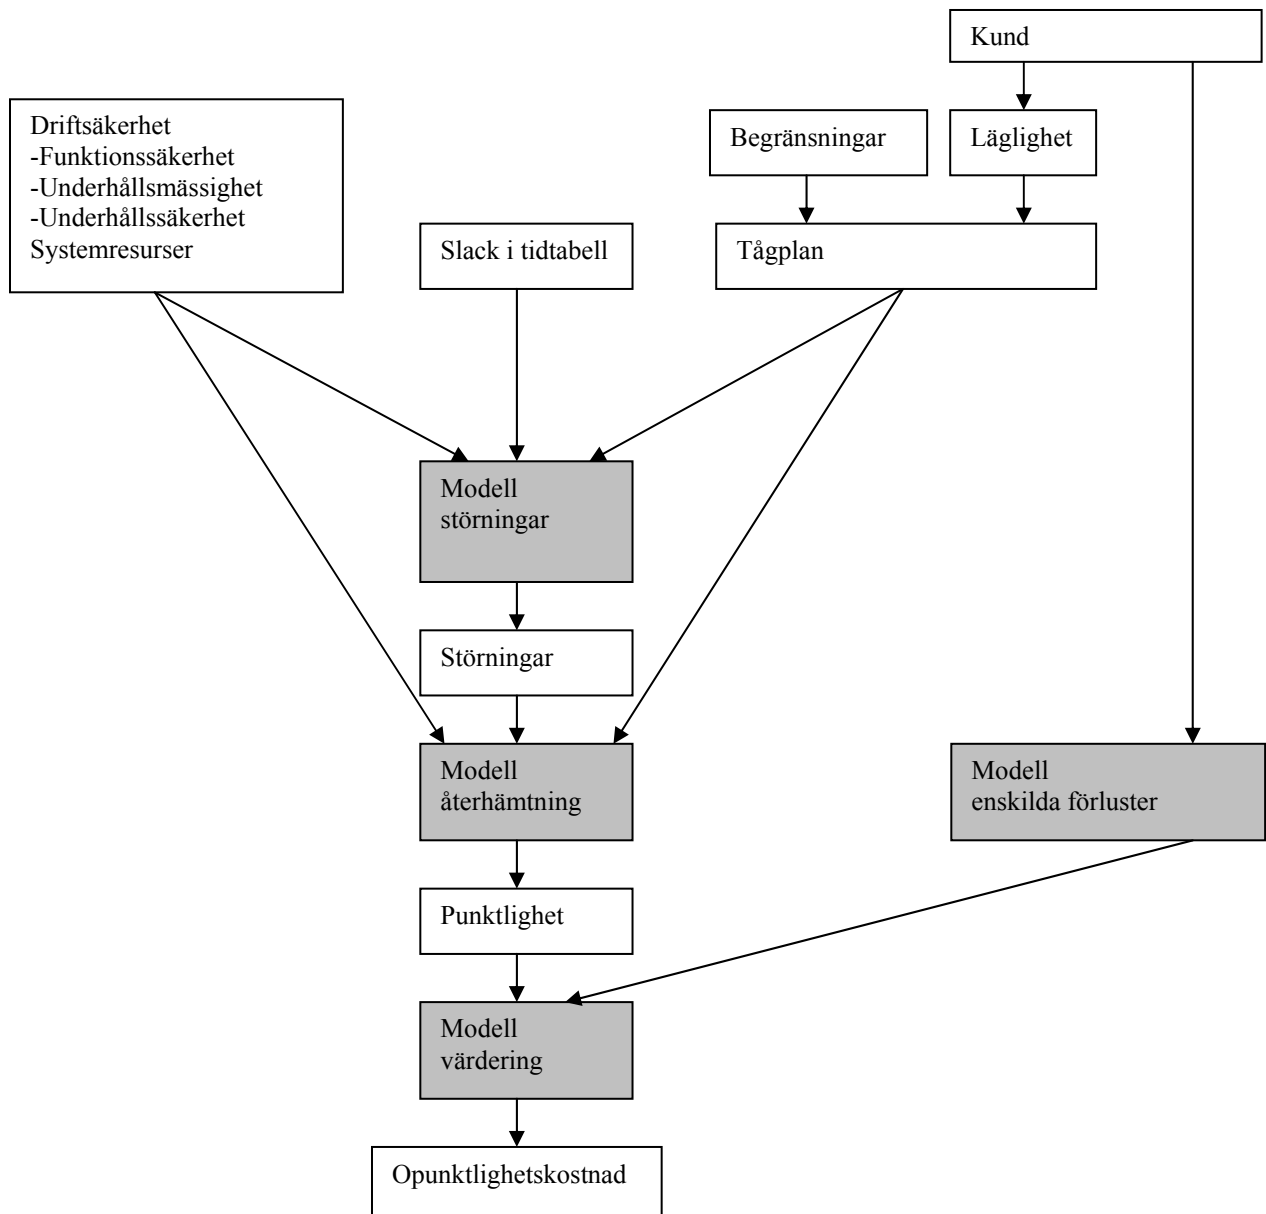 Kund
Driftsäkerhet
-Funktionssäkerhet
-Underhållsmässighet
-Underhållssäkerhet
Systemresurser
Begränsningar
Läglighet
Slack i tidtabell
Tågplan
Modell
störningar
Störningar
Modell
återhämtning
Modell
enskilda förluster
Punktlighet
Modell
värdering
Opunktlighetskostnad